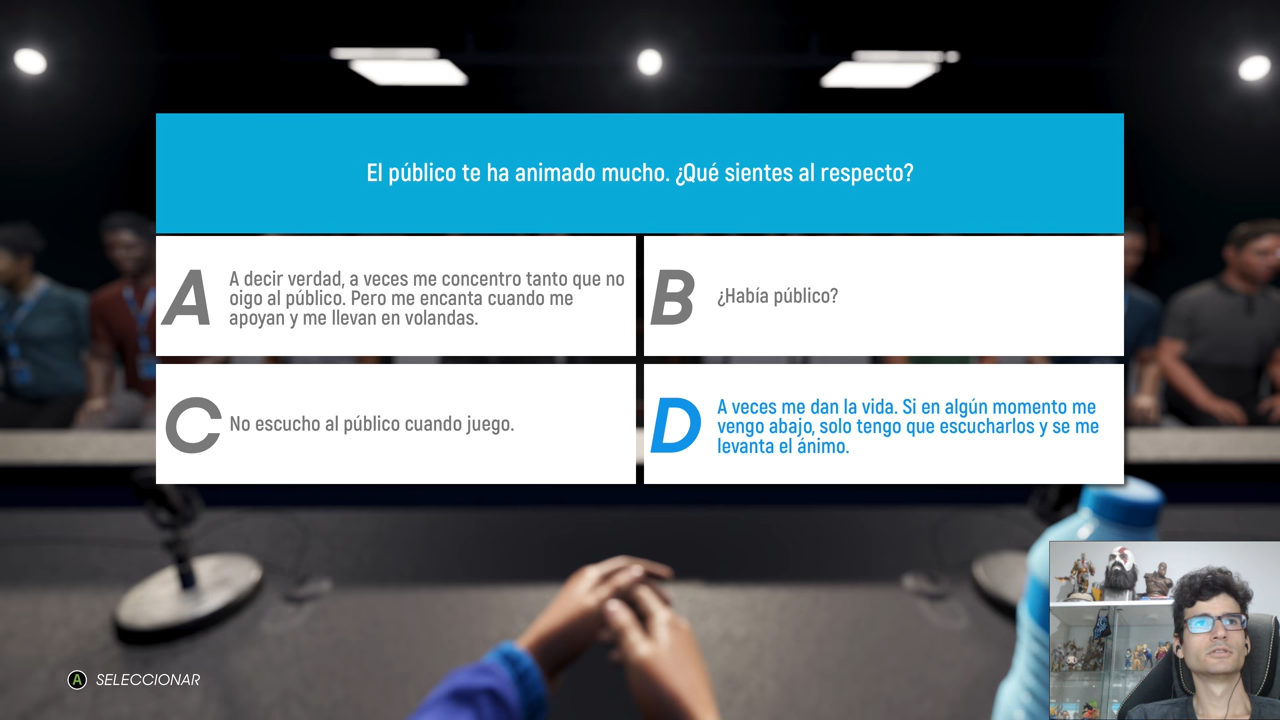 El público te ha animado mucho. ¿Qué sientes al respecto?
A
A decir verdad, a veces me concentro tanto que no
oigo al público. Pero me encanta cuando me
apoyan y me llevan en volandas.
B
¿Había público?
C
No escucho al público cuando juego.
D
A veces me dan la vida. Si en algún momento me
vengo abajo, solo tengo que escucharlos y se me
levanta el ánimo.
A SELECCIONAR